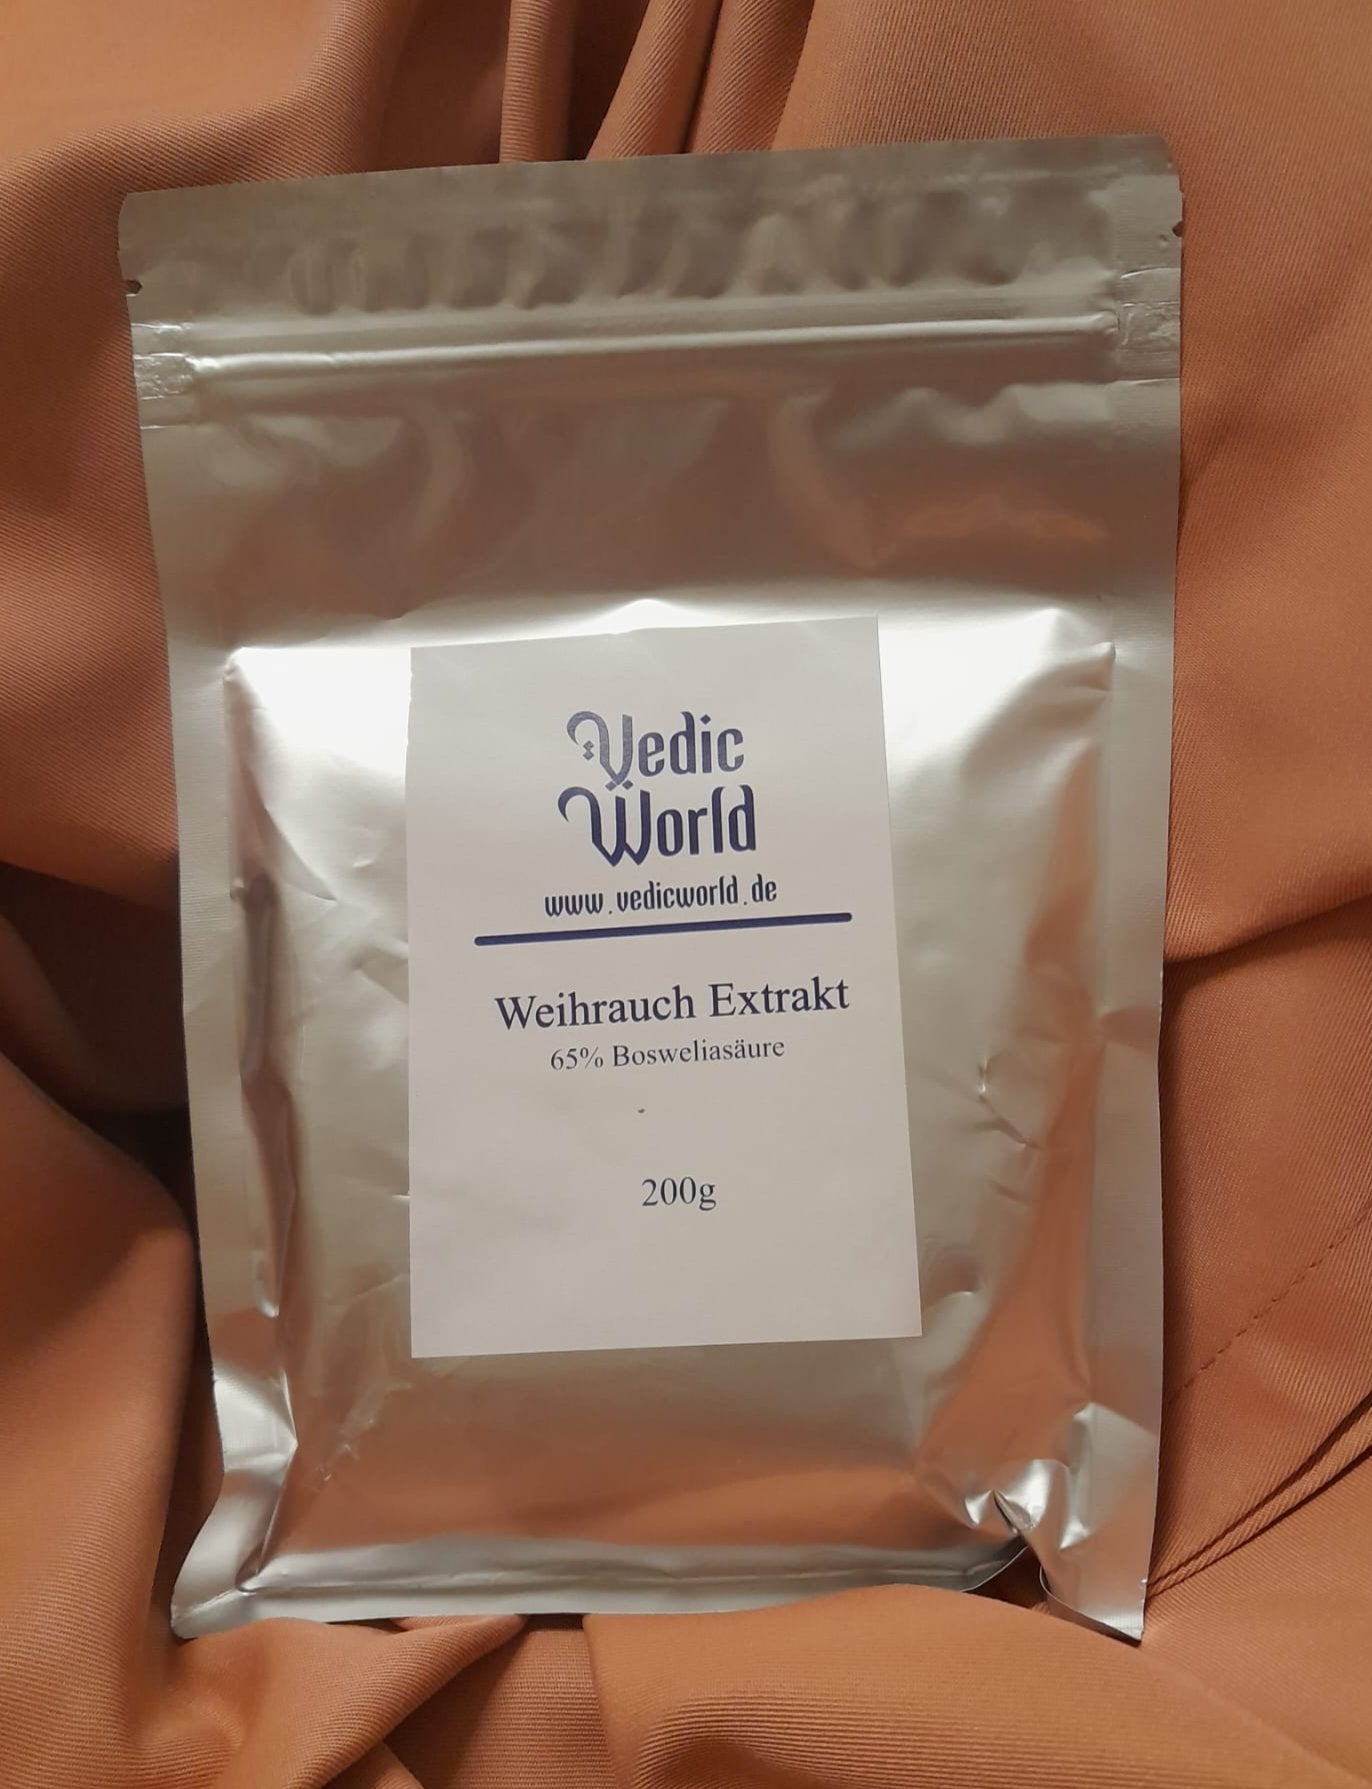 Vedic
World
www.vedicworld.de
Weihrauch Extrakt
65% Bosweliasäure
200g